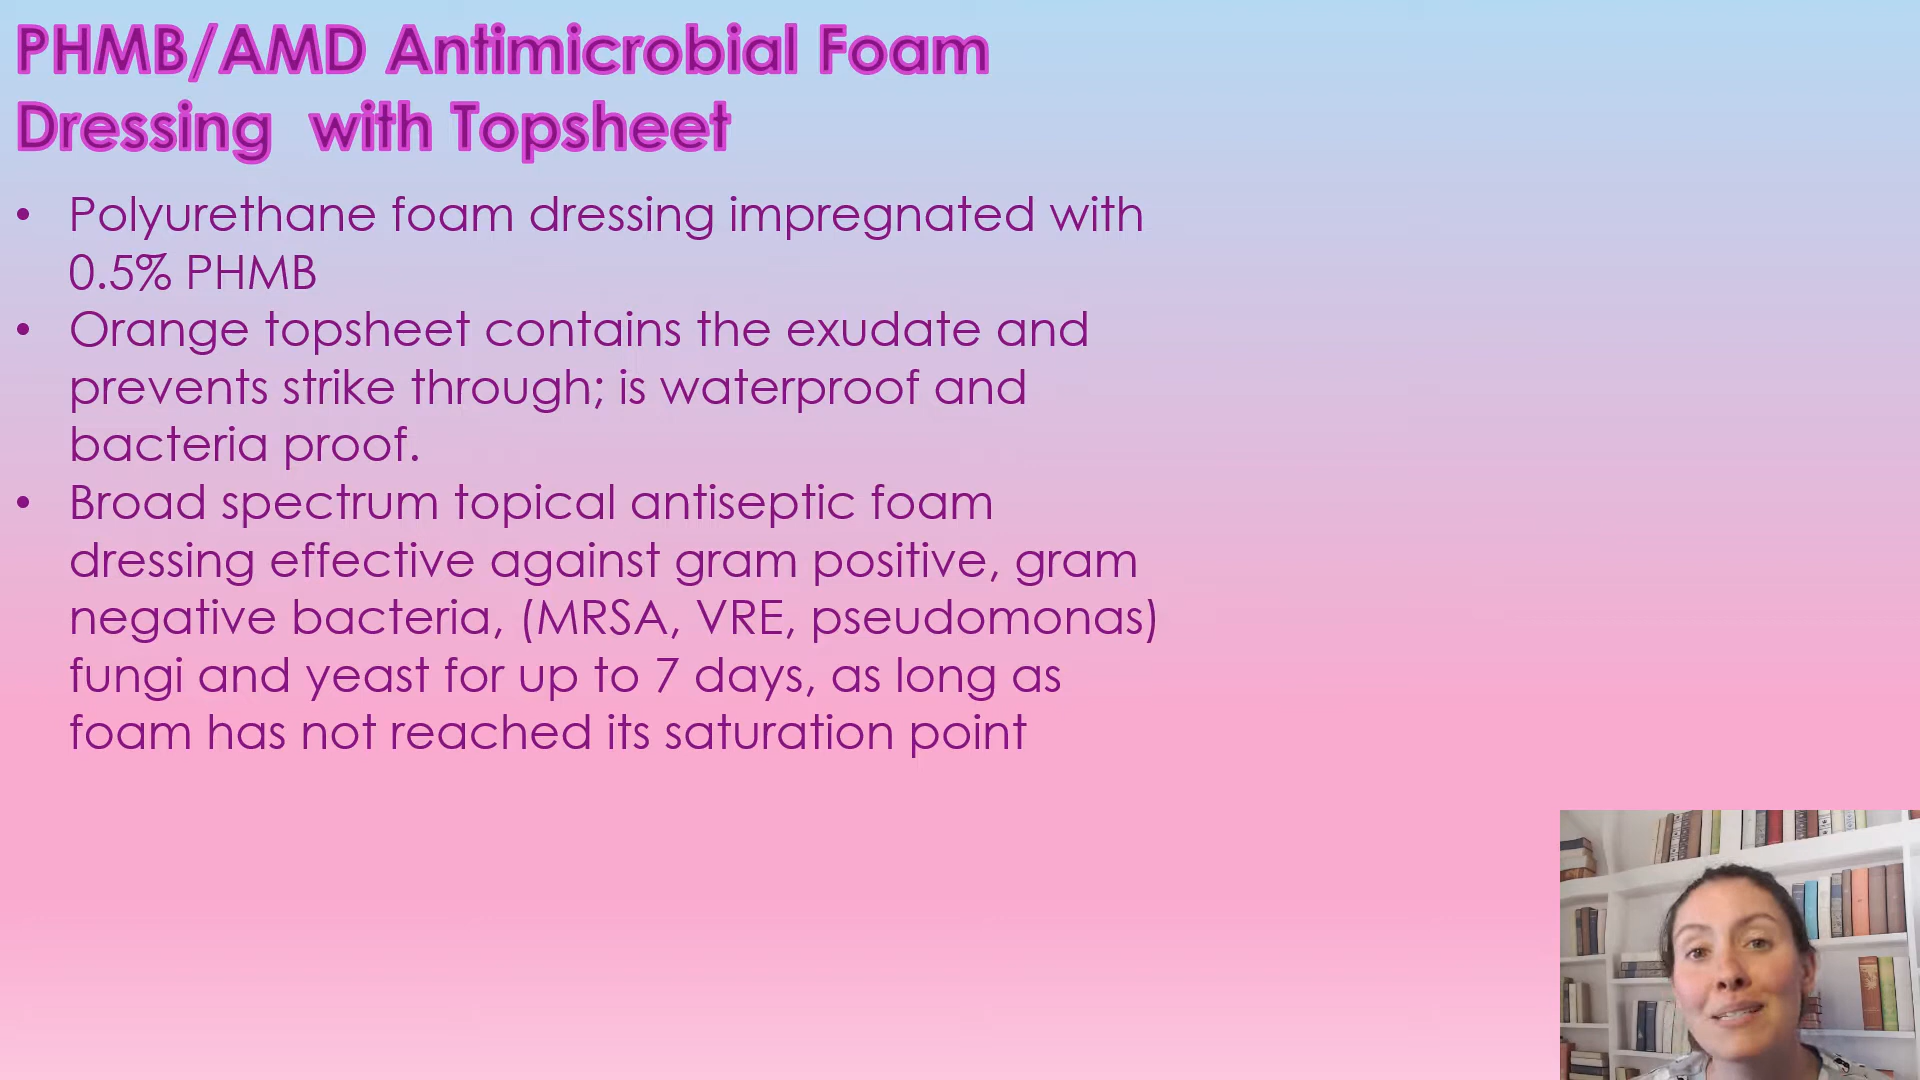 PHMB/AMD Antimicrobial Foam
Dressing with Topsheet
• Polyurethane foam dressing impregnated with
0.5% PHMB
• Orange topsheet contains the exudate and
prevents strike through; is waterproof and
bacteria proof.
• Broad spectrum topical antiseptic foam
dressing effective against gram positive, gram
negative bacteria, (MRSA, VRE, pseudomonas)
fungi and yeast for up to 7 days, as long as
foam has not reached its saturation point